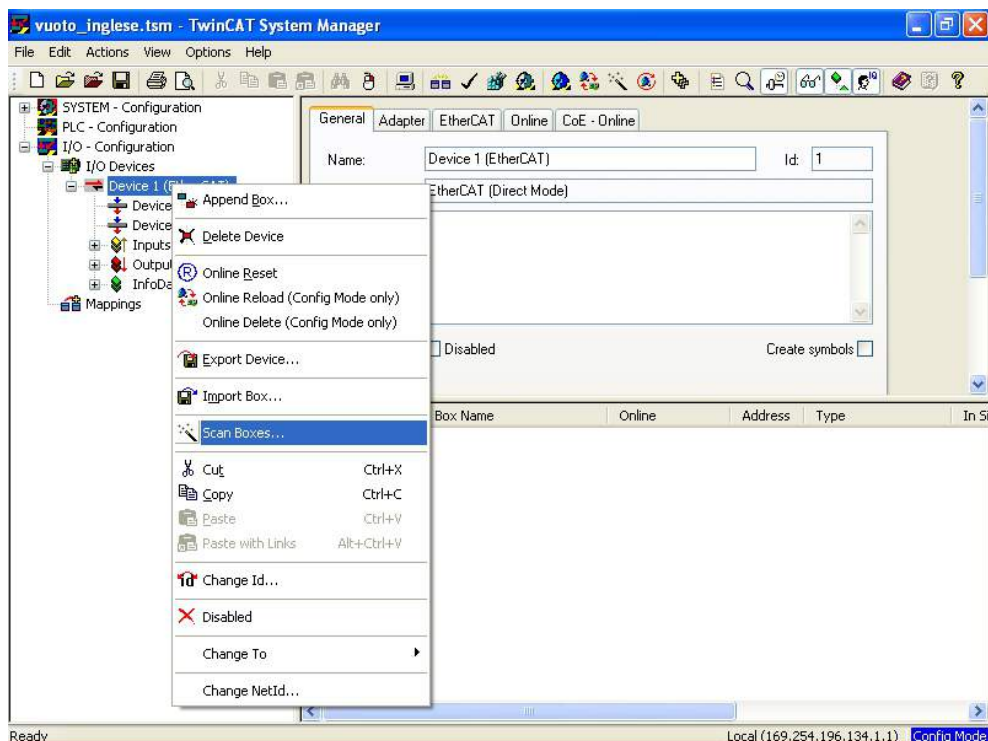 vuoto_inglese.tsm - TwinCAT System Manager
File Edit Actions View Options Help
SYSTEM - Configuration
PLC - Configuration
I/O - Configuration
I/O Devices
Device 1 (EtherCAT)
Device
Device
Inputs
Outpu
InfoDa
Mappings
Append Box...
Delete Device
Online Reset
Online Reload (Config Mode only)
Online Delete (Config Mode only)
Export Device...
Import Box...
Scan Boxes...
Cut Ctrl+X
Copy Ctrl+C
Paste Ctrl+V
Paste with Links Alt+Ctrl+V
Change Id...
Disabled
Change To
Change NetId...
General Adapter EtherCAT Online CoE - Online
Name: Device 1 (EtherCAT) Id: 1
EtherCAT (Direct Mode)
Disabled Create symbols
Box Name Online Address Type In Si
Ready Local (169.254.196.134.1.1) Config Mode